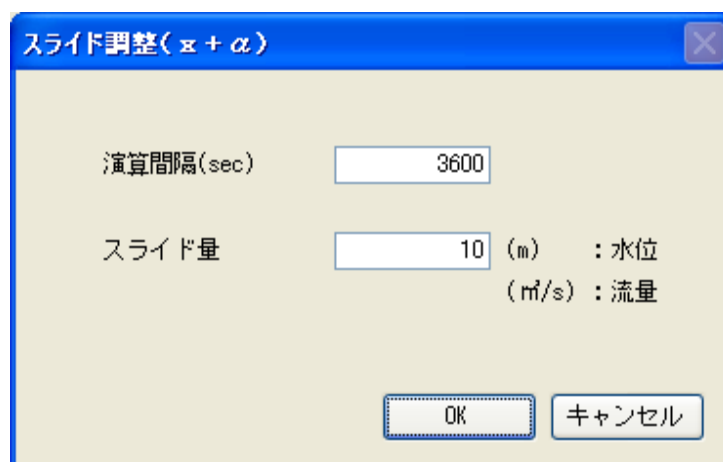 スライド調整(x+α)
演算間隔(sec) 3600
スライド量 10 (m) :水位
(㎥/s) :流量
OK キャンセル